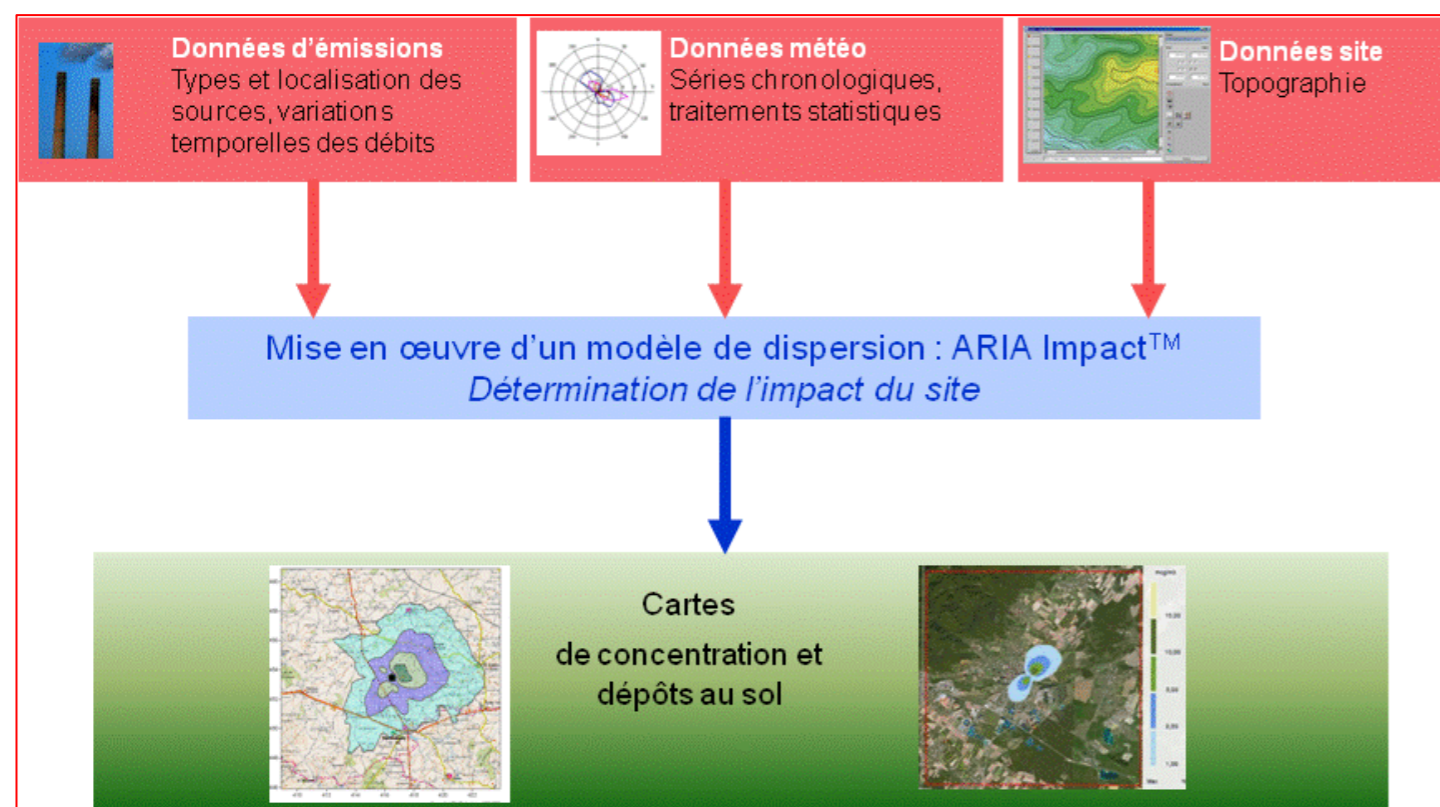 Données d'émissions
Types et localisation des
sources, variations
temporelles des débits
Données météo
Séries chronologiques,
traitements statistiques
Données site
Topographie
Mise en œuvre d'un modèle de dispersion : ARIA Impact™
Détermination de l'impact du site
Cartes
de concentration et
dépôts au sol